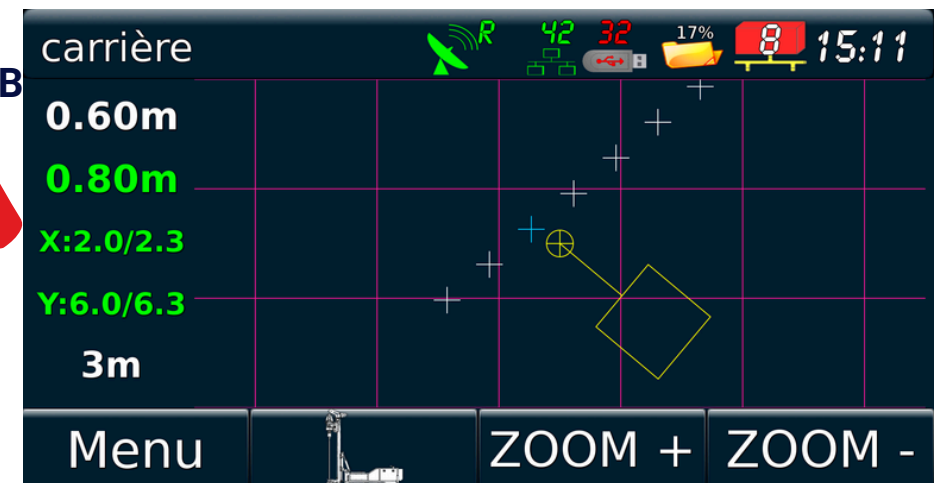 carrière R 42 32 17% 8 15:11
B
0.60m
0.80m
X:2.0/2.3
Y:6.0/6.3
3m
Menu ZOOM + ZOOM -